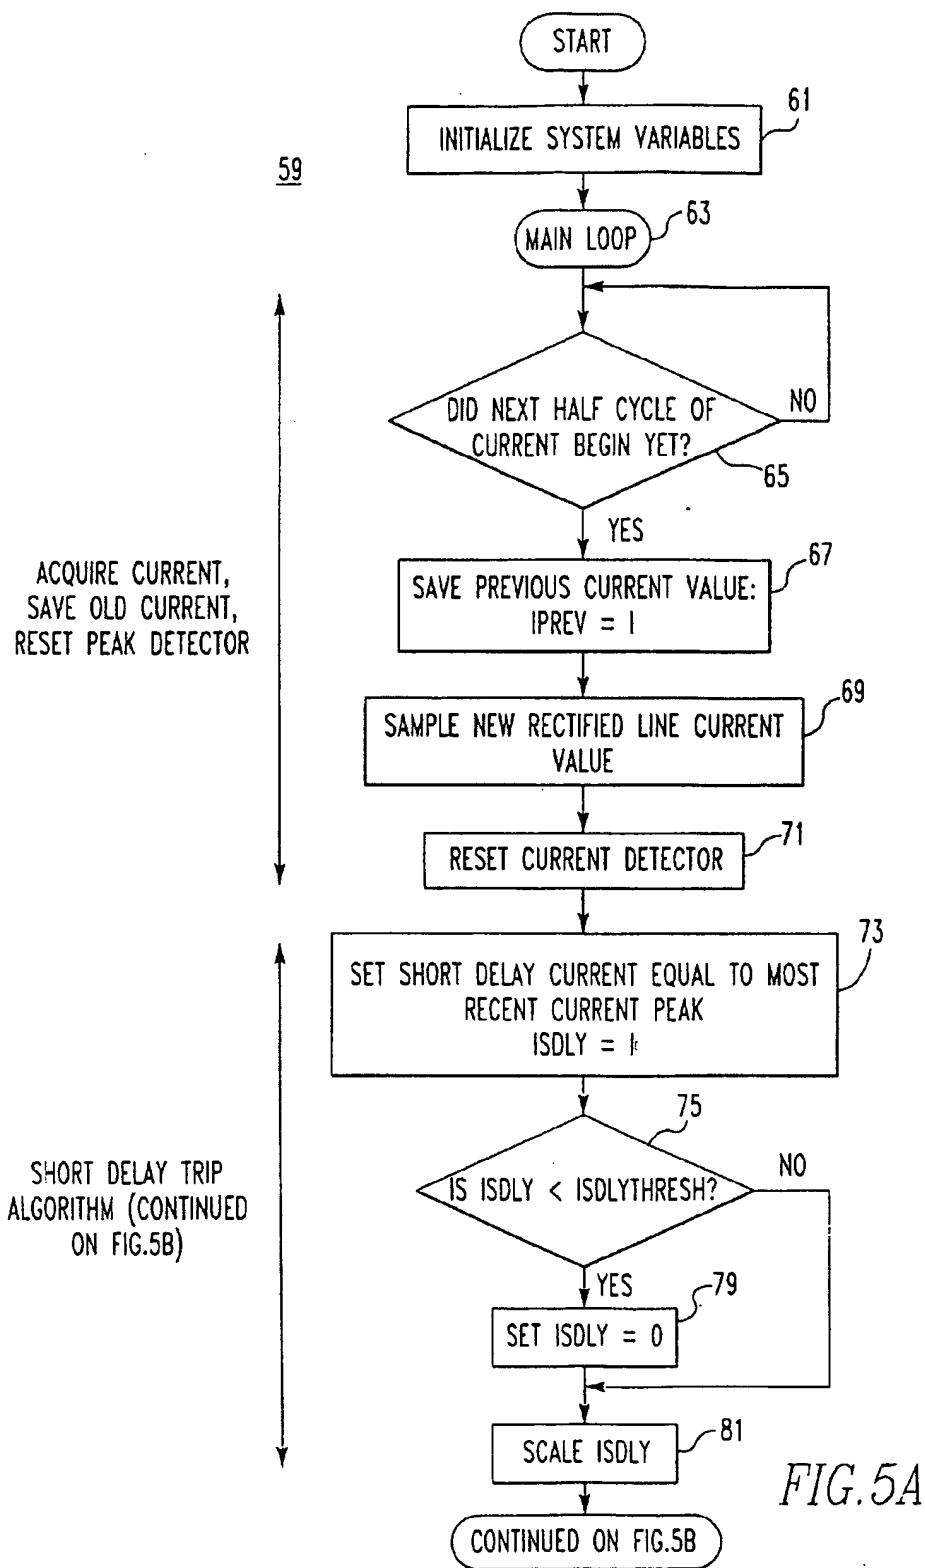 START
61
INITIALIZE SYSTEM VARIABLES
59
63
MAIN LOOP
DID NEXT HALF CYCLE OF
CURRENT BEGIN YET?
NO
65
YES
ACQUIRE CURRENT,
SAVE OLD CURRENT,
RESET PEAK DETECTOR
67
SAVE PREVIOUS CURRENT VALUE:
IPREV = I
69
SAMPLE NEW RECTIFIED LINE CURRENT
VALUE
71
RESET CURRENT DETECTOR
73
SET SHORT DELAY CURRENT EQUAL TO MOST
RECENT CURRENT PEAK
ISDLY = I
SHORT DELAY TRIP
ALGORITHM (CONTINUED
ON FIG.5B)
75
IS ISDLY < ISDLYTHRESH?
NO
YES
79
SET ISDLY = 0
81
SCALE ISDLY
CONTINUED ON FIG.5B
FIG.5A